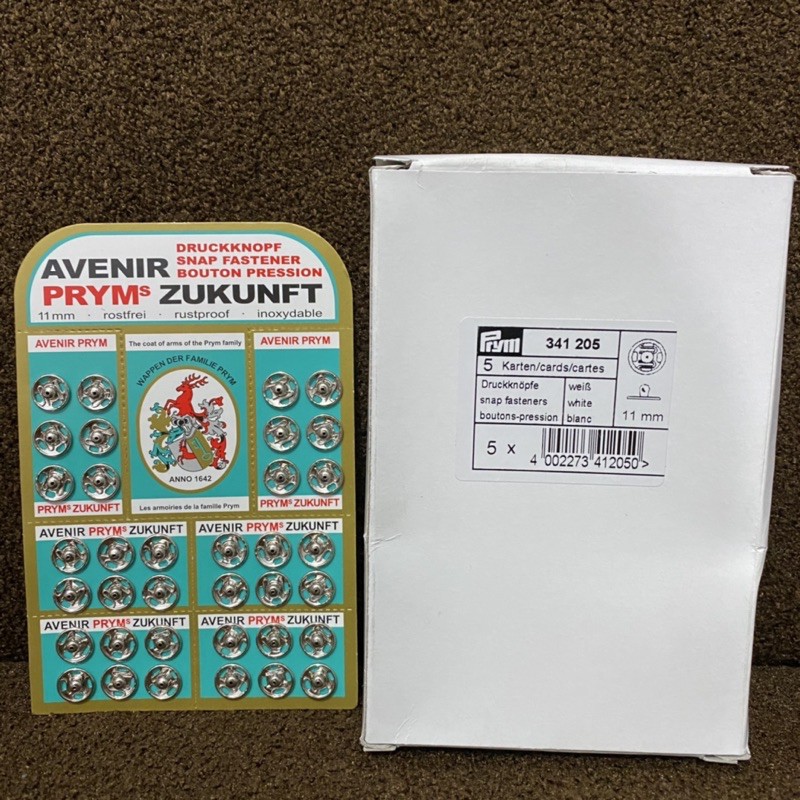 AVENIR
DRUCKKNOPF
SNAP FASTENER
BOUTON PRESSION
PRYMS ZUKUNFT
11 mm · rostfrei · rustproof · inoxydable
AVENIR PRYM
The coat of arms of the Prym family
AVENIR PRYM
WAPPEN DER FAMILIE PRYM
ANNO 1642
PRYMS ZUKUNFT
Les armoiries de la famille Prym
PRYMS ZUKUNFT
AVENIR PRYMS ZUKUNFT
AVENIR PRYMS ZUKUNFT
AVENIR PRYMS ZUKUNFT
AVENIR PRYMS ZUKUNFT
Prym
341 205
5 Karten/cards/cartes
Druckknöpfe weiß
snap fasteners white
boutons-pression blanc
11 mm
5 x
4 002273 412050>